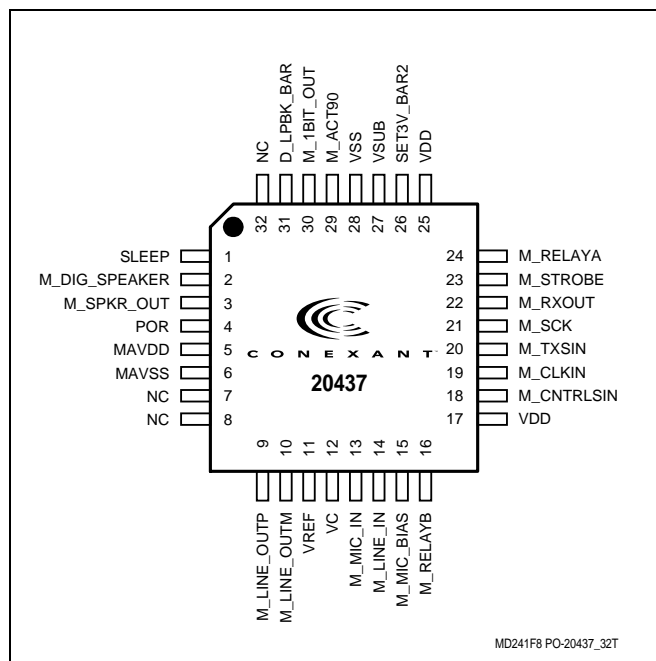 NC
D_LPBK_BAR
M_1BIT_OUT
M_ACT90
VSS
VSUB
SET3V_BAR2
VDD
32
31
30
29
28
27
26
25
SLEEP 1
M_DIG_SPEAKER 2
M_SPKR_OUT 3
POR 4
MAVDD 5
MAVSS 6
NC 7
NC 8
24 M_RELAYA
23 M_STROBE
22 M_RXOUT
21 M_SCK
20 M_TXSIN
19 M_CLKIN
18 M_CNTRLSIN
17 VDD
CONEXANT
20437
9
10
11
12
13
14
15
16
M_LINE_OUTP
M_LINE_OUTM
VREF
VC
M_MIC_IN
M_LINE_IN
M_MIC_BIAS
M_RELAYB
MD241F8 PO-20437_32T